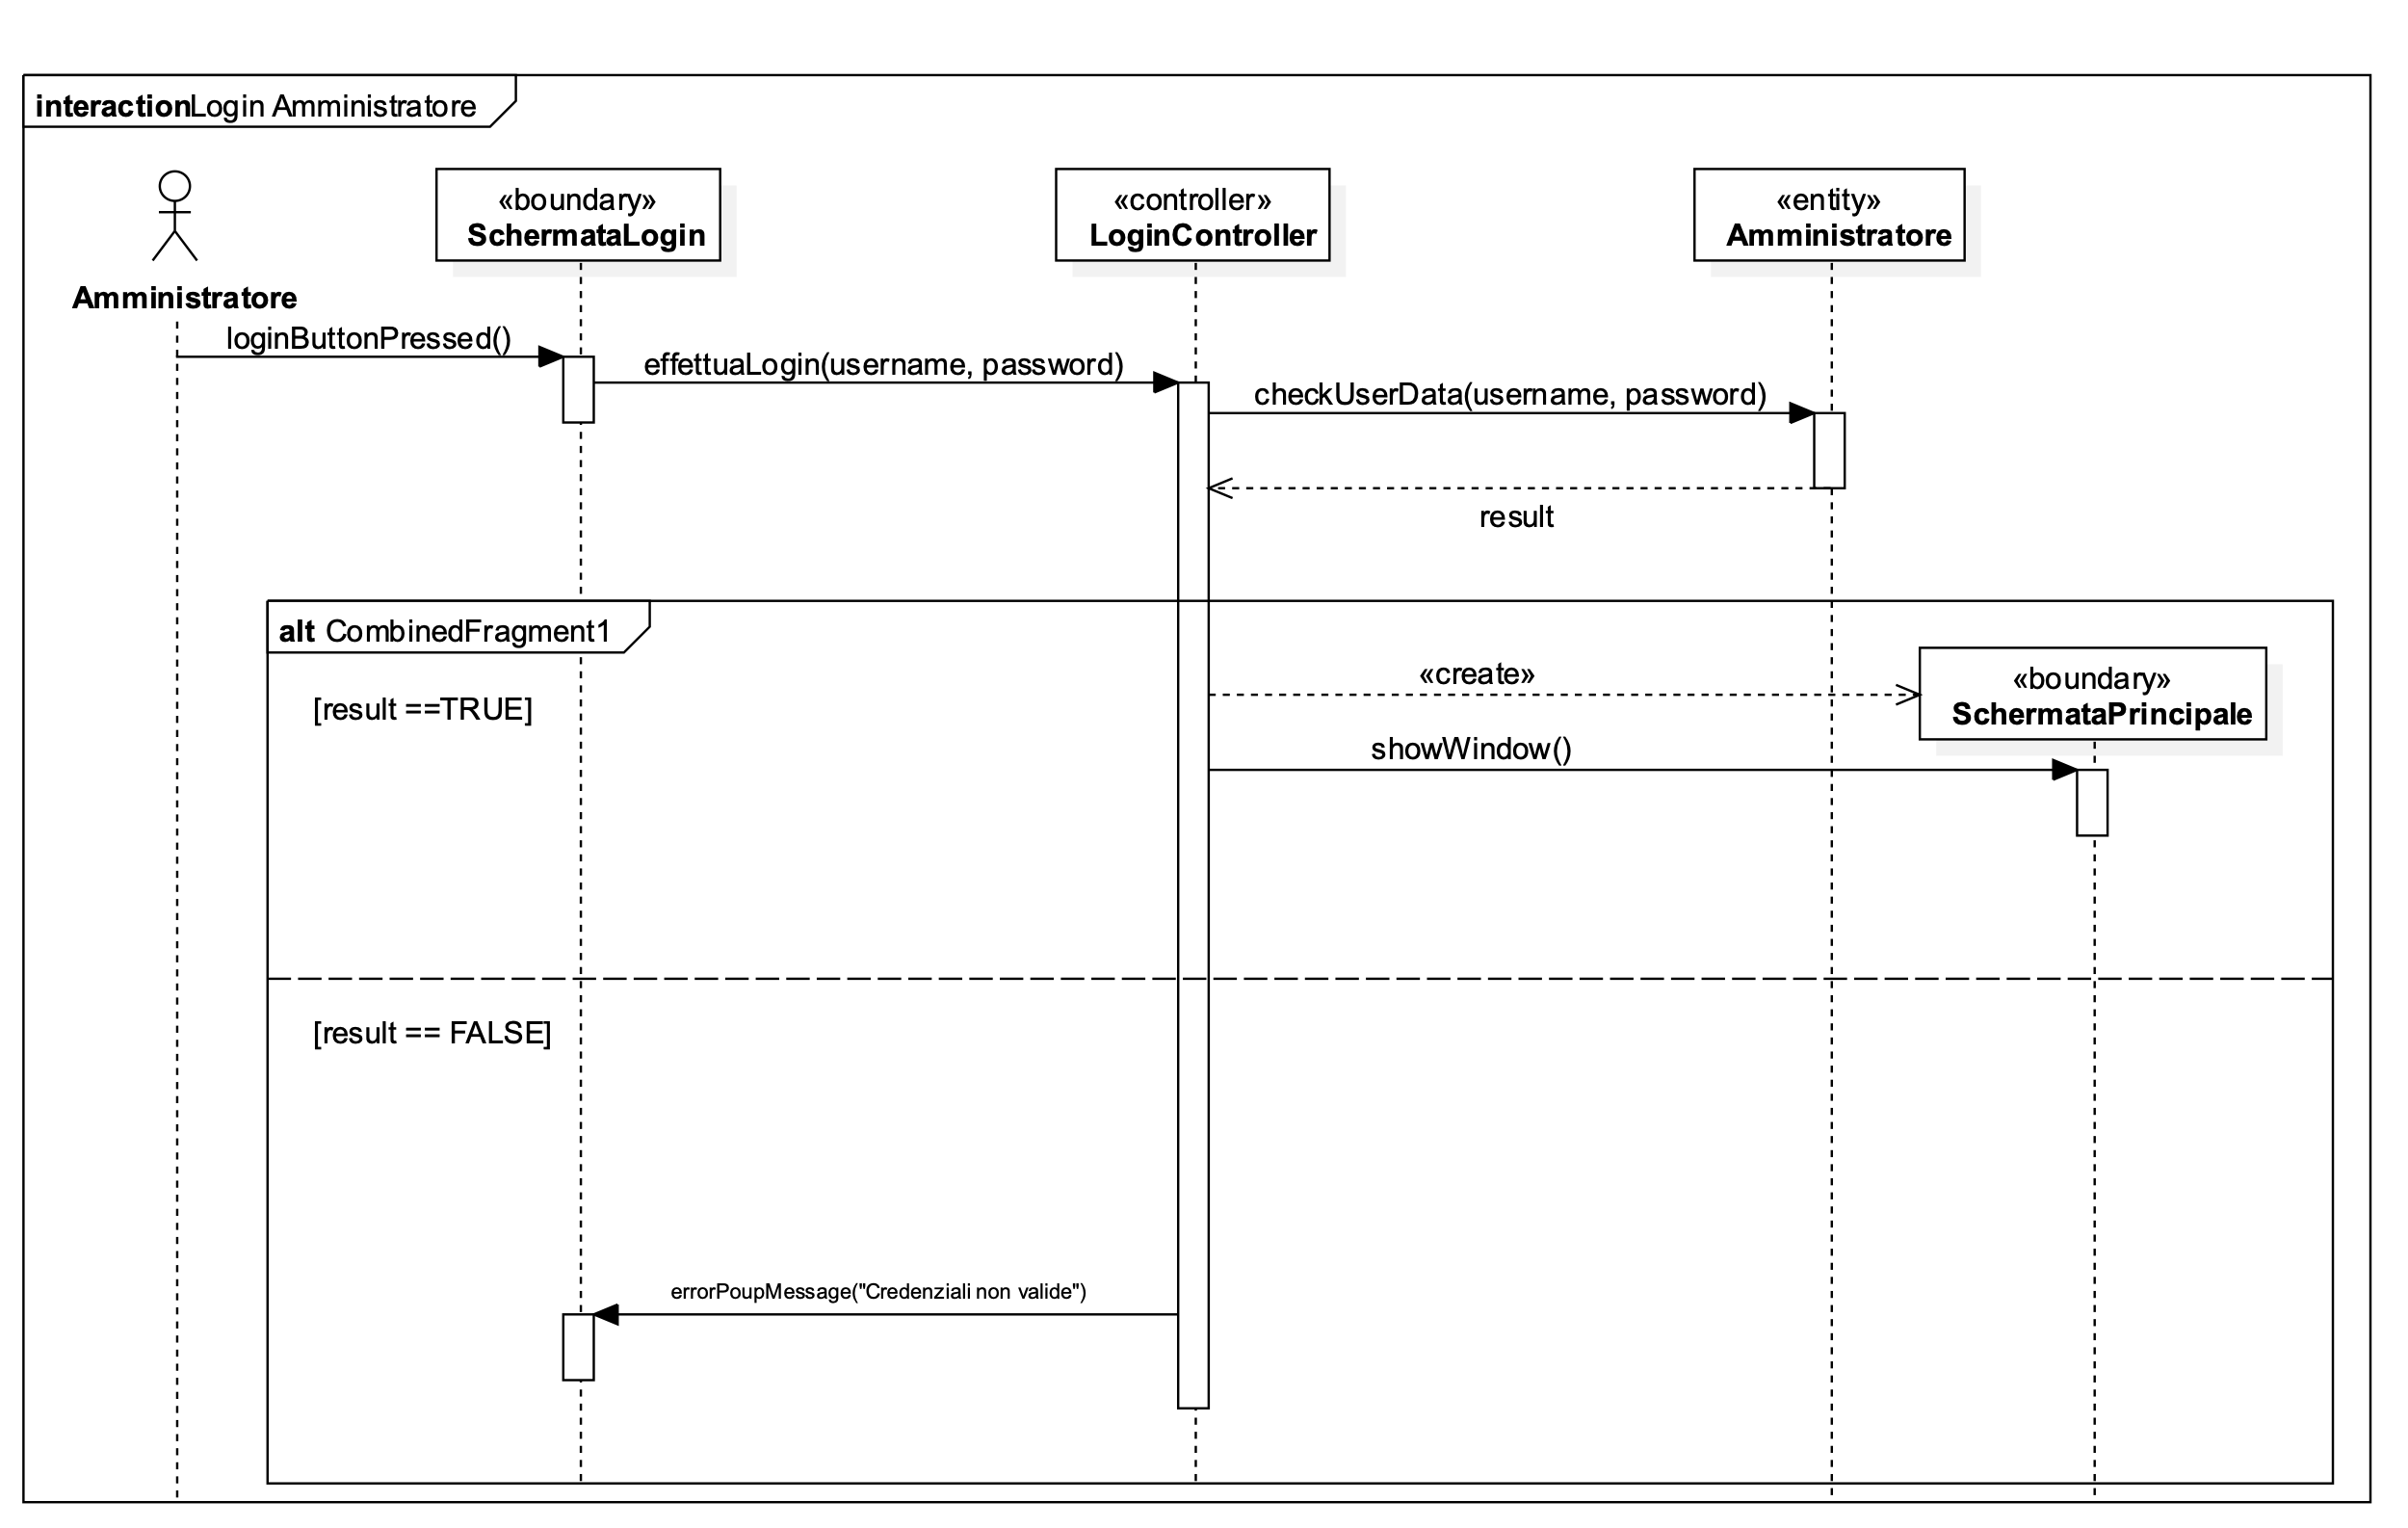 interactionLogin Amministratore
Amministratore
«boundary»
SchermataLogin
«controller»
LoginController
«entity»
Amministratore
loginButtonPressed()
effettuaLogin(username, password)
checkUserData(username, password)
result
alt CombinedFragment1
[result ==TRUE]
«create»
«boundary»
SchermataPrincipale
showWindow()
[result == FALSE]
errorPoupMessage("Credenziali non valide")